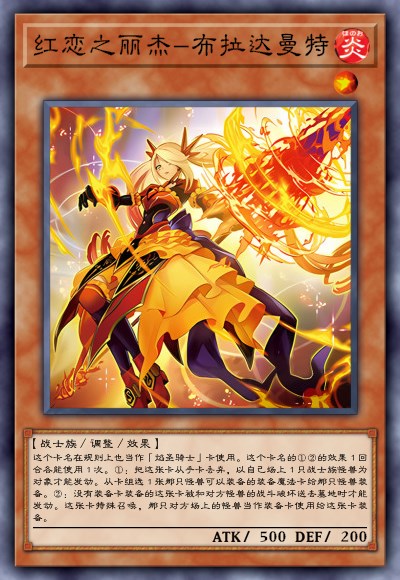 红恋之丽杰-布拉达曼特
炎
ほのお
【战士族／调整／效果】
这个卡名在规则上也当作「焰圣骑士」卡使用。这个卡名的①②的效果1回
合各能使用1次。①：把这张卡从手卡丢弃，以自己场上1只战士族怪兽为
对象才能发动。从卡组选1张那只怪兽可以装备的装备魔法卡给那只怪兽装
备。②：没有装备卡装备的这张卡被和对方怪兽的战斗破坏送去墓地时才能
发动。这张卡特殊召唤，那只对方场上的怪兽当作装备卡使用给这张卡装
备。
ATK/ 500 DEF/ 200